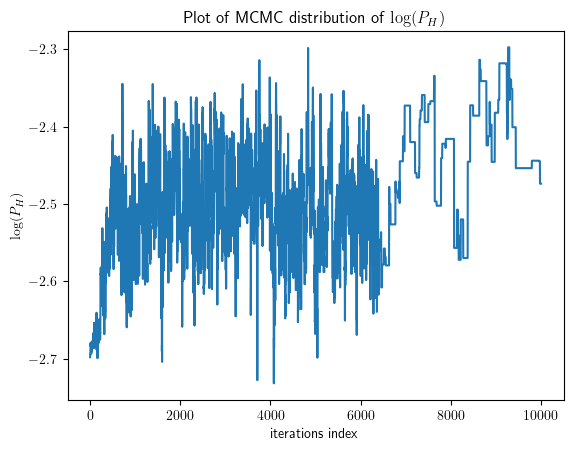 Plot of MCMC distribution of log(P_H)
log(P_H)
−2.3
−2.4
−2.5
−2.6
−2.7
0 2000 4000 6000 8000 10000
iterations index